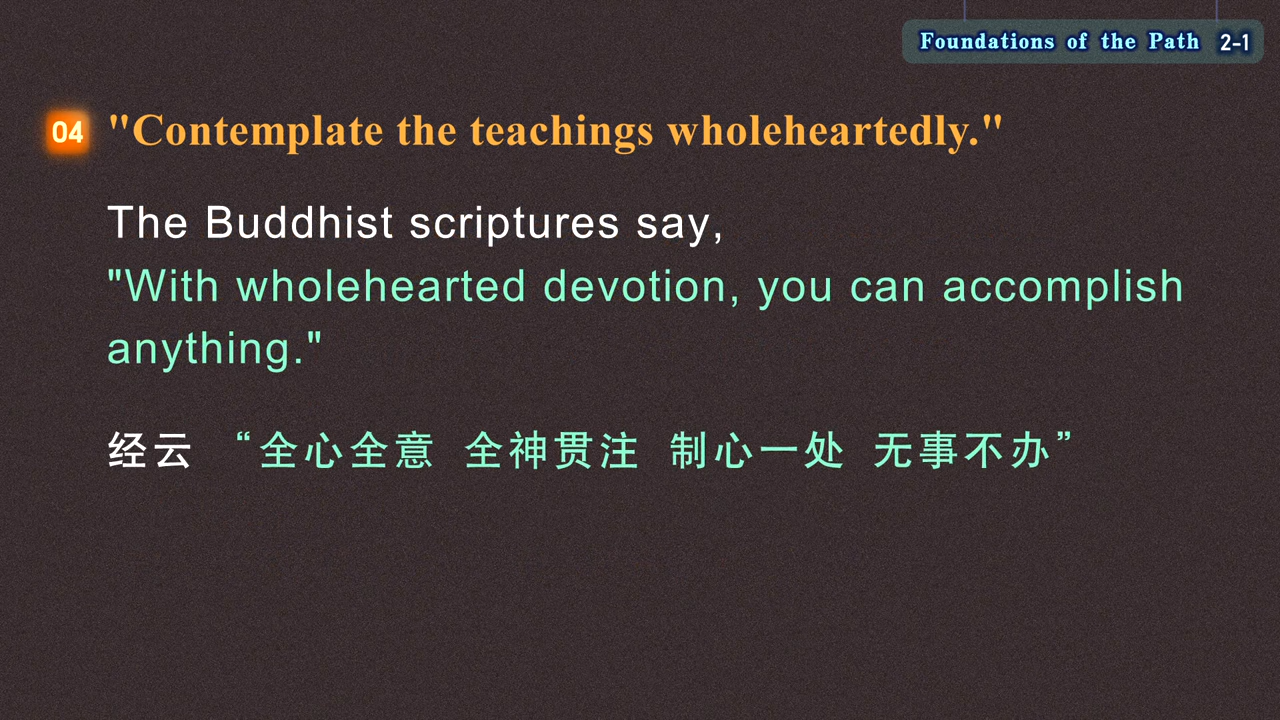 Foundations of the Path 2-1
04 "Contemplate the teachings wholeheartedly."
The Buddhist scriptures say,
"With wholehearted devotion, you can accomplish
anything."
经云 “全心全意 全神贯注 制心一处 无事不办”